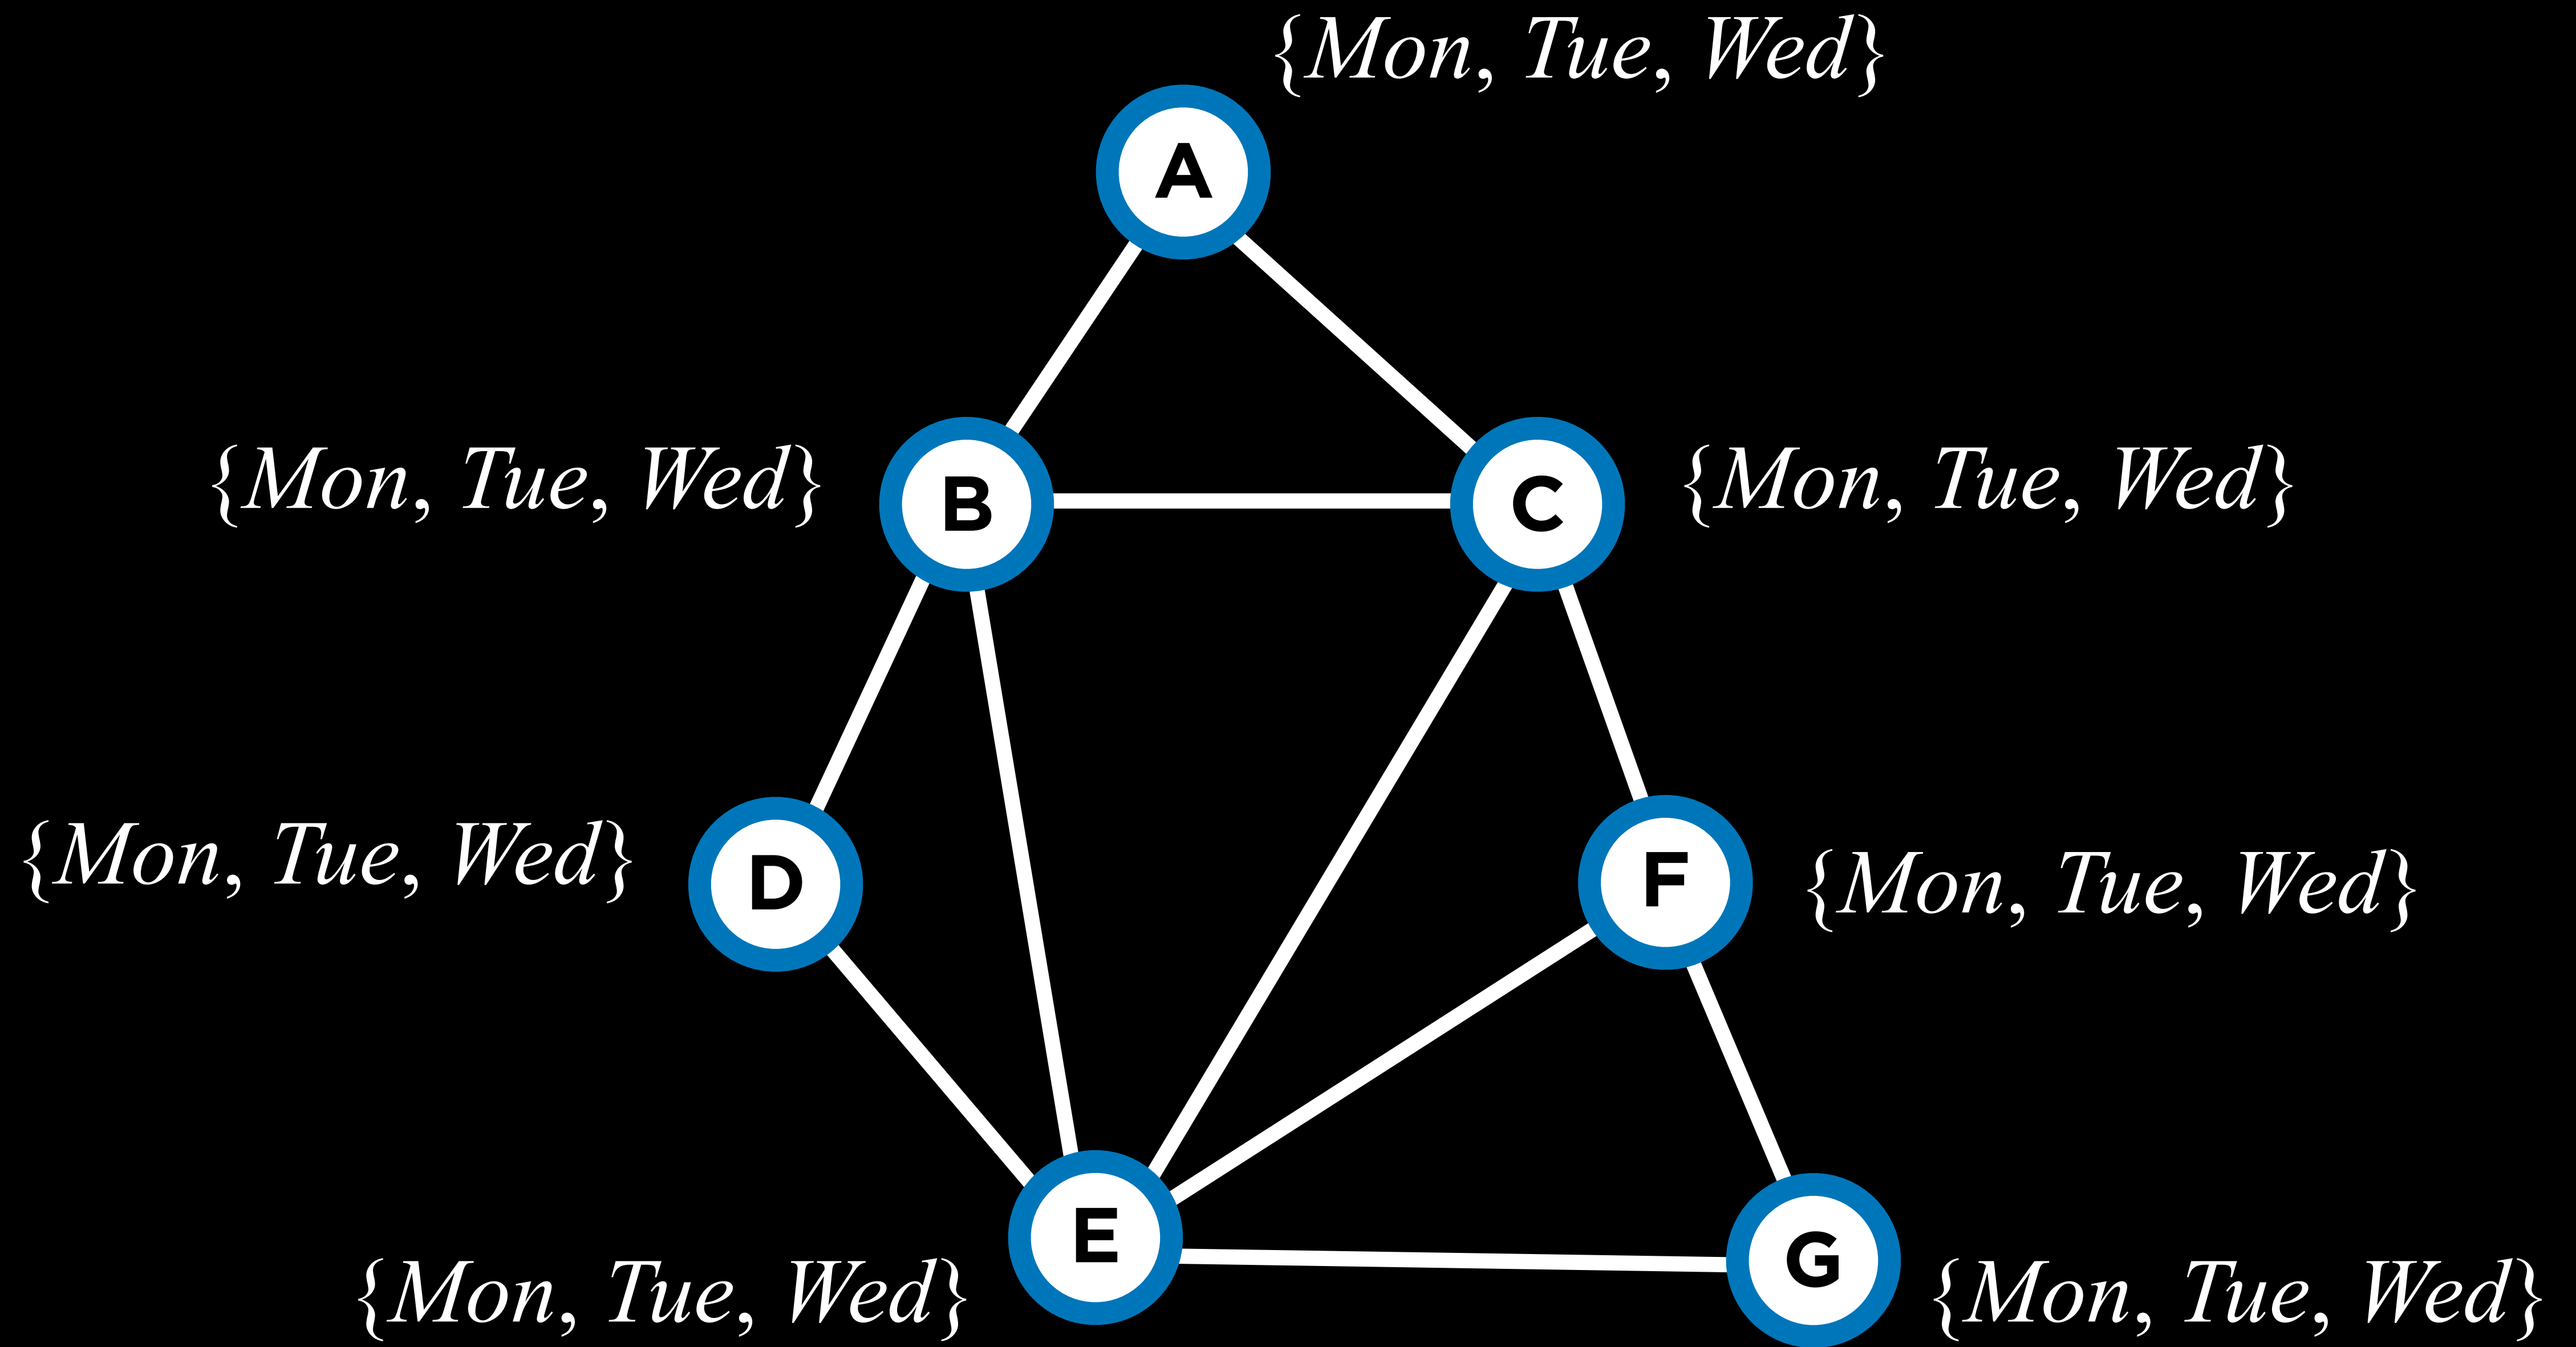 {Mon, Tue, Wed}
A
{Mon, Tue, Wed}
B
C
{Mon, Tue, Wed}
{Mon, Tue, Wed}
D
F
{Mon, Tue, Wed}
{Mon, Tue, Wed}
E
G
{Mon, Tue, Wed}